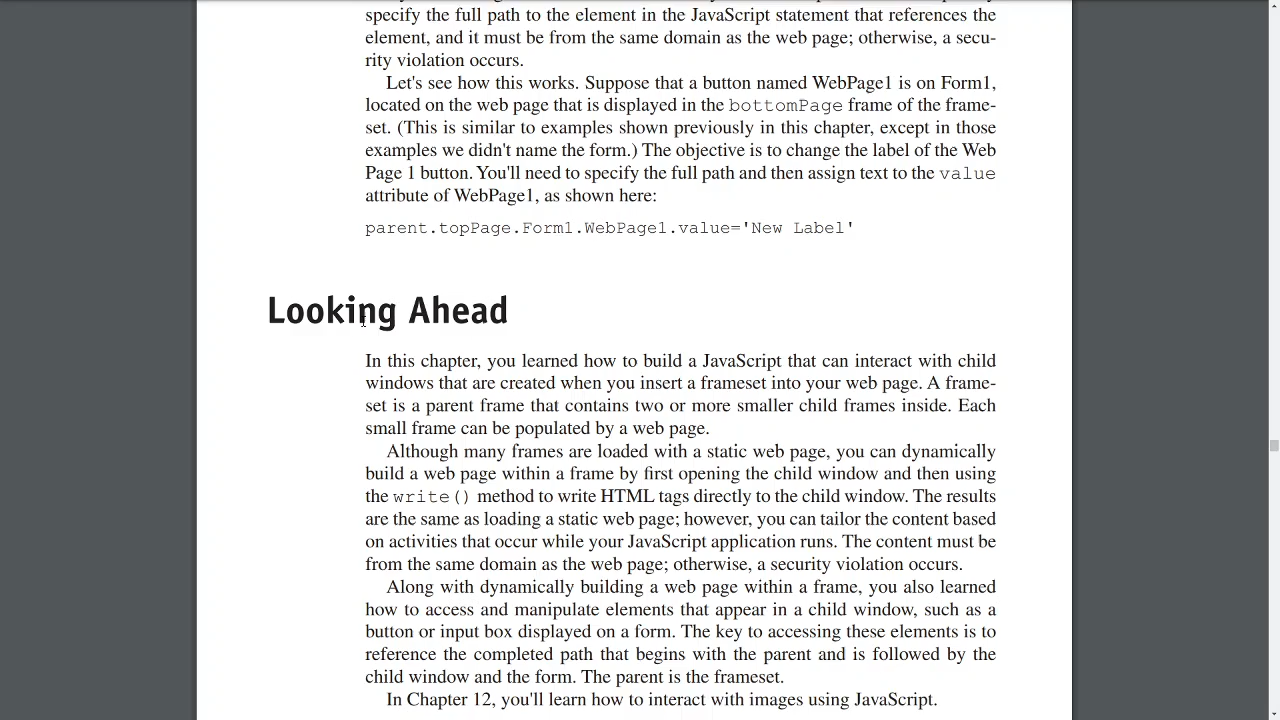 specify the full path to the element in the JavaScript statement that references the
element, and it must be from the same domain as the web page; otherwise, a secu-
rity violation occurs.
Let's see how this works. Suppose that a button named WebPage1 is on Form1,
located on the web page that is displayed in the bottomPage frame of the frame-
set. (This is similar to examples shown previously in this chapter, except in those
examples we didn't name the form.) The objective is to change the label of the Web
Page 1 button. You'll need to specify the full path and then assign text to the value
attribute of WebPage1, as shown here:
parent.topPage.Form1.WebPage1.value='New Label'
Looking Ahead
In this chapter, you learned how to build a JavaScript that can interact with child
windows that are created when you insert a frameset into your web page. A frame-
set is a parent frame that contains two or more smaller child frames inside. Each
small frame can be populated by a web page.
Although many frames are loaded with a static web page, you can dynamically
build a web page within a frame by first opening the child window and then using
the write() method to write HTML tags directly to the child window. The results
are the same as loading a static web page; however, you can tailor the content based
on activities that occur while your JavaScript application runs. The content must be
from the same domain as the web page; otherwise, a security violation occurs.
Along with dynamically building a web page within a frame, you also learned
how to access and manipulate elements that appear in a child window, such as a
button or input box displayed on a form. The key to accessing these elements is to
reference the completed path that begins with the parent and is followed by the
child window and the form. The parent is the frameset.
In Chapter 12, you'll learn how to interact with images using JavaScript.